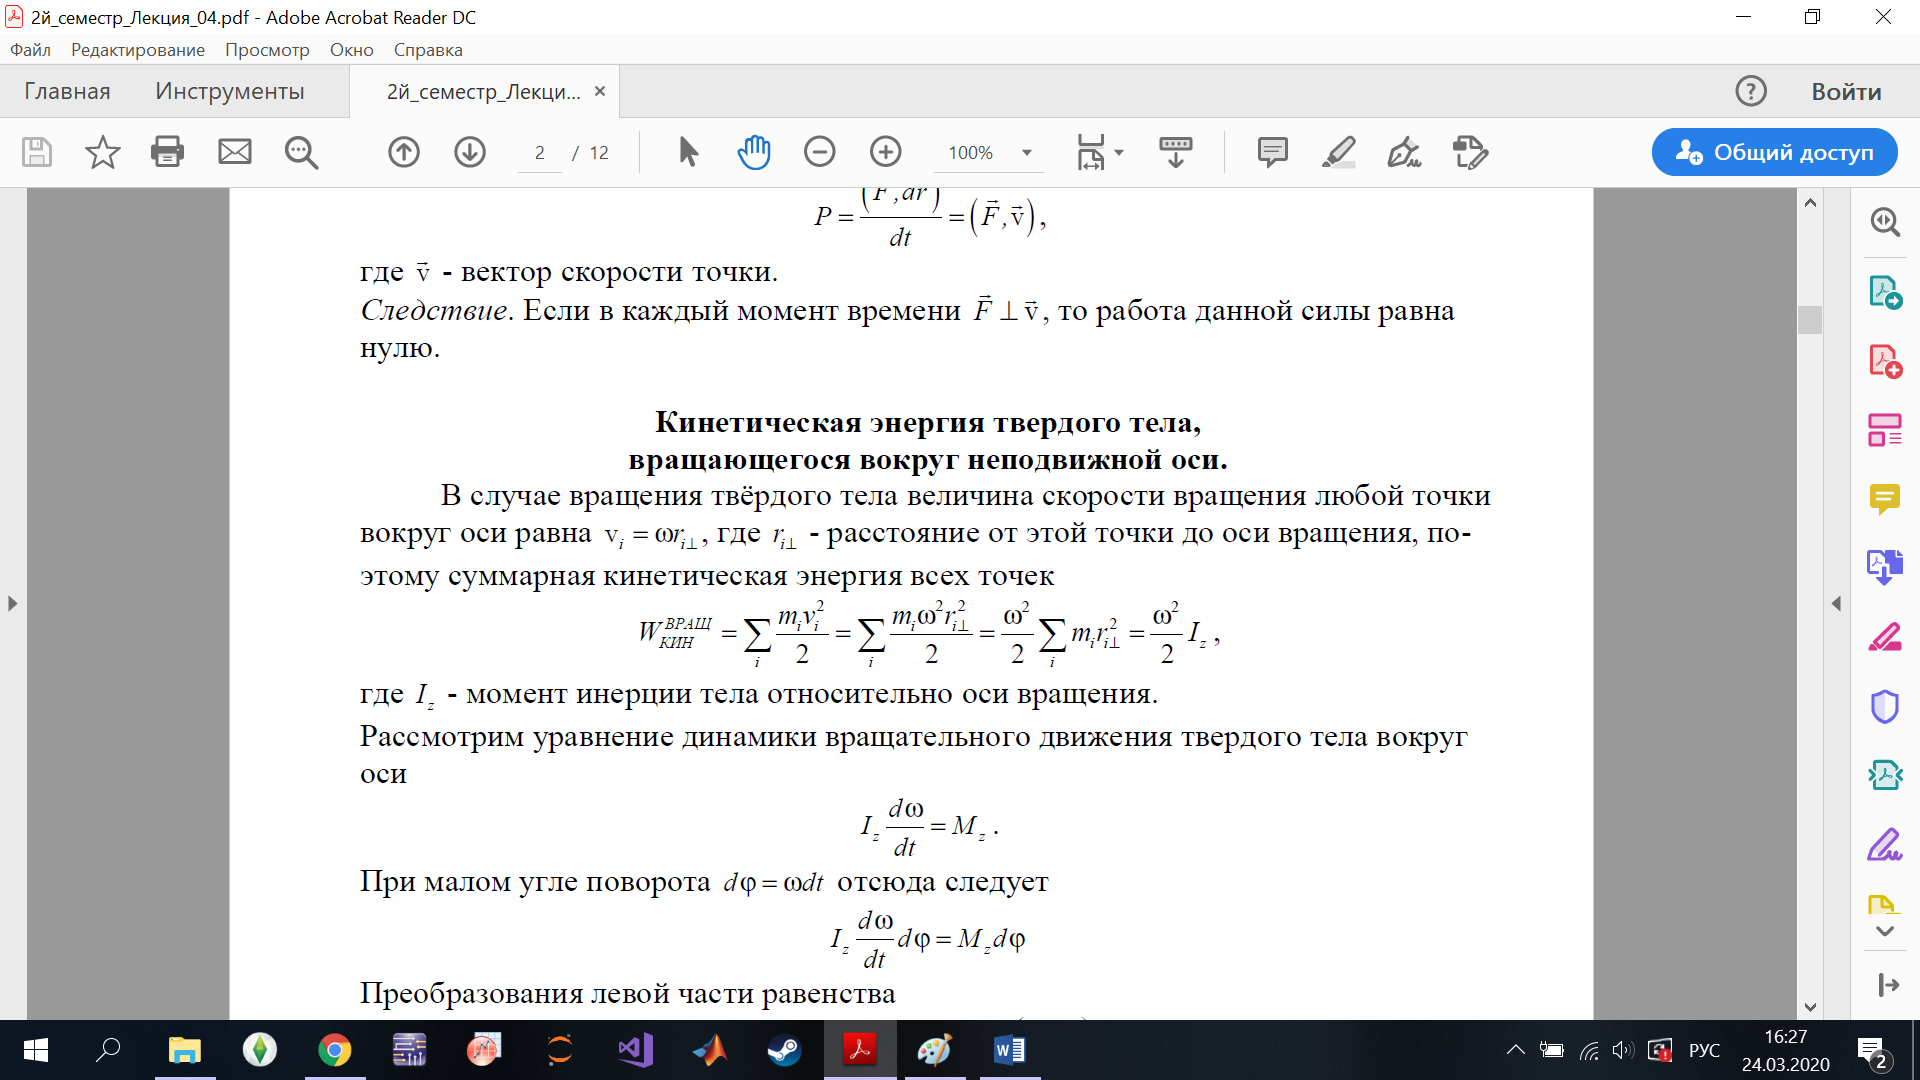 2й_семестр_Лекция_04.pdf - Adobe Acrobat Reader DC
Файл Редактирование Просмотр Окно Справка
Главная Инструменты 2й_семестр_Лекци... × Войти
2 / 12 100% Общий доступ
P = (F, dr) / dt = (F⃗, v⃗),
где v⃗ - вектор скорости точки.
Следствие. Если в каждый момент времени F⃗ ⊥ v⃗, то работа данной силы равна
нулю.
Кинетическая энергия твердого тела,
вращающегося вокруг неподвижной оси.
В случае вращения твёрдого тела величина скорости вращения любой точки
вокруг оси равна v_i = ωr_i⊥, где r_i⊥ - расстояние от этой точки до оси вращения, по-
этому суммарная кинетическая энергия всех точек
W_КИН^ВРАЩ = ∑_i m_i v_i^2 / 2 = ∑_i m_i ω^2 r_i⊥^2 / 2 = ω^2 / 2 ∑_i m_i r_i⊥^2 = ω^2 / 2 I_z,
где I_z - момент инерции тела относительно оси вращения.
Рассмотрим уравнение динамики вращательного движения твердого тела вокруг
оси
I_z dω/dt = M_z.
При малом угле поворота dφ = ωdt отсюда следует
I_z dω/dt dφ = M_z dφ
Преобразования левой части равенства
РУС
16:27
24.03.2020
2